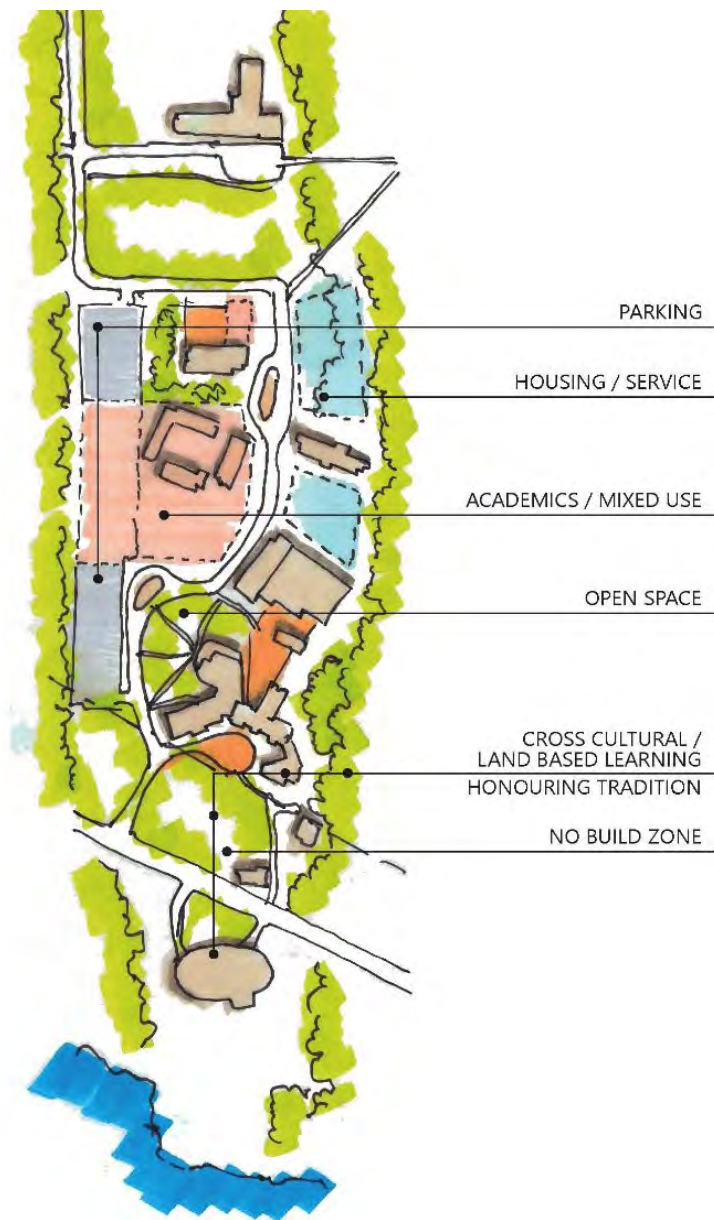 PARKING
HOUSING / SERVICE
ACADEMICS / MIXED USE
OPEN SPACE
CROSS CULTURAL /
LAND BASED LEARNING
HONOURING TRADITION
NO BUILD ZONE